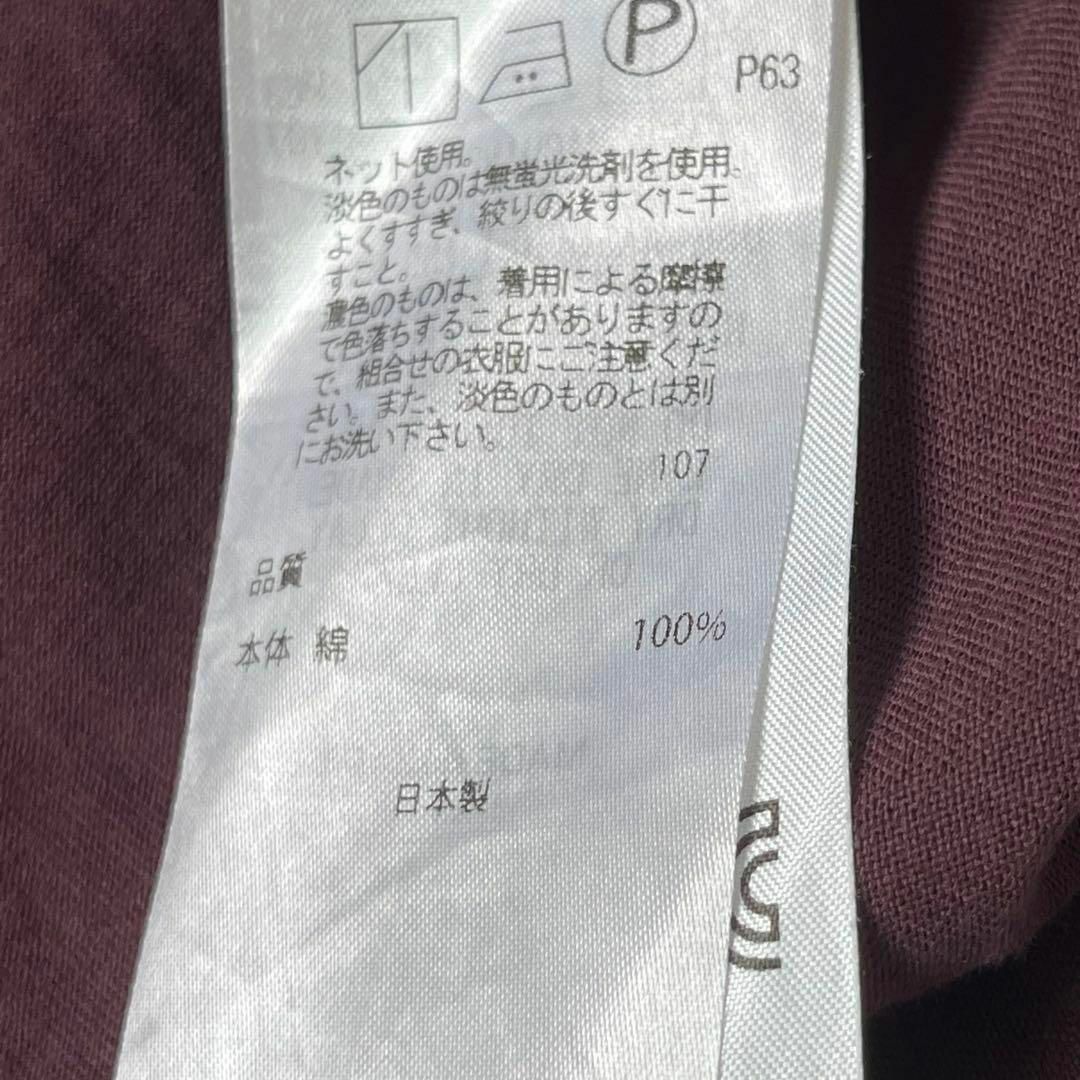 P
P63
ネット使用。
淡色のものは無蛍光洗剤を使用、
よくすすぎ、絞りの後すぐに干
すこと。
濃色のものは、着用による摩擦
で色落ちすることがありますの
で、組合せの衣服にご注意くだ
さい。また、淡色のものとは別
にお洗い下さい。
107
品質
本体 綿 100%
日本製